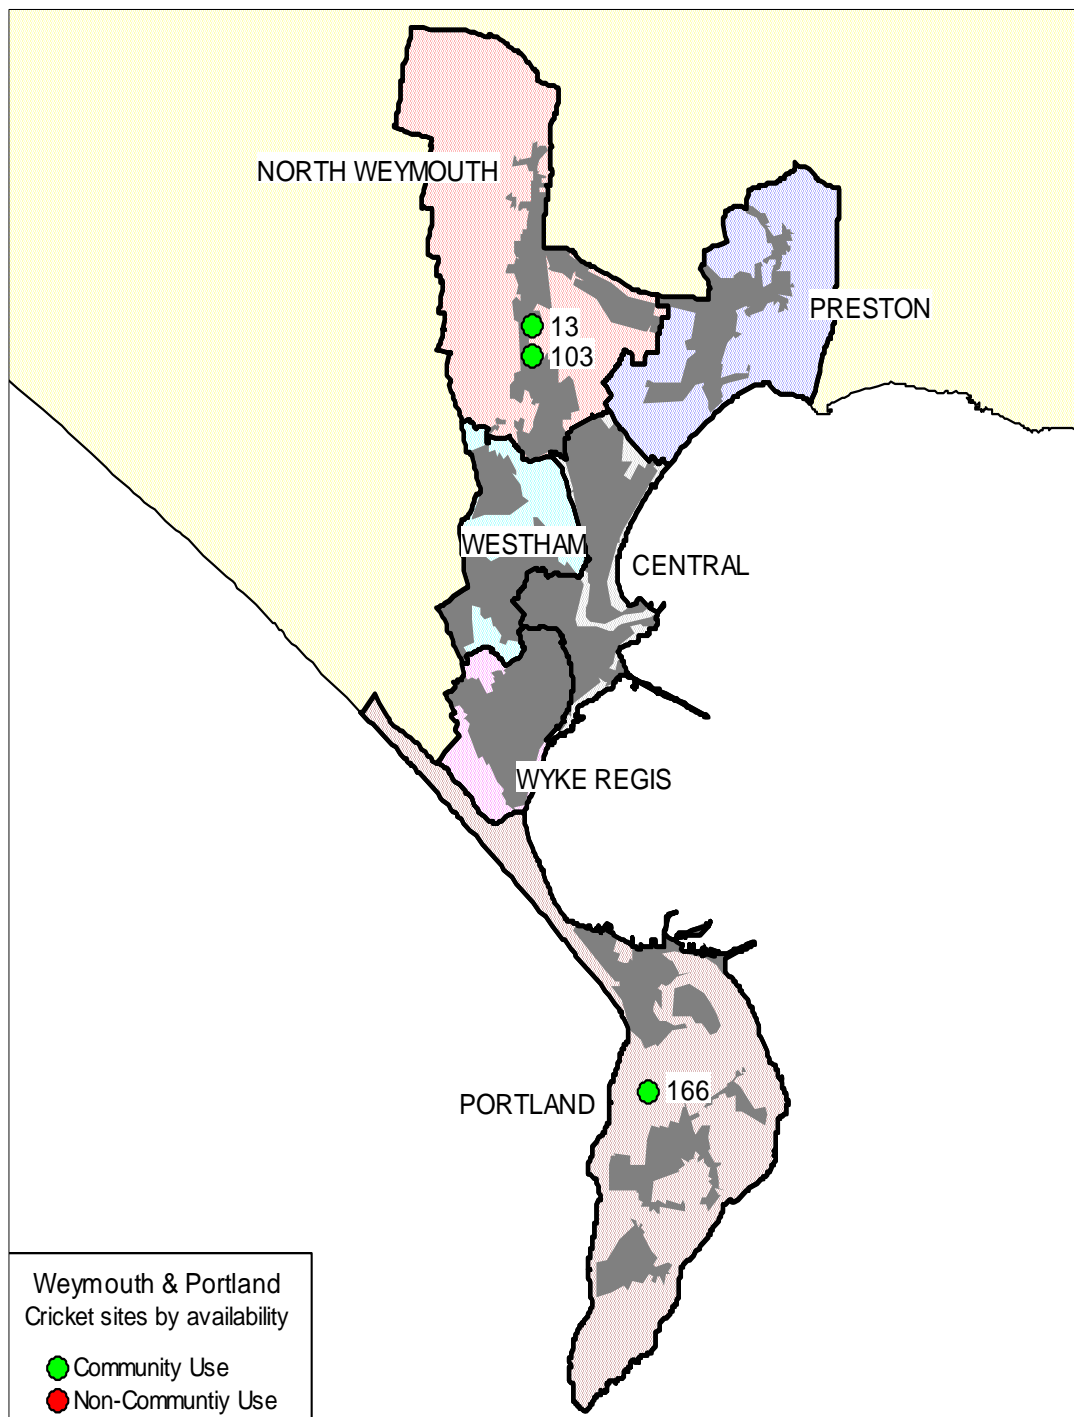 NORTH WEYMOUTH
PRESTON
13
103
WESTHAM
CENTRAL
WYKE REGIS
166
PORTLAND
Weymouth & Portland
Cricket sites by availability
Community Use
Non-Communtiy Use